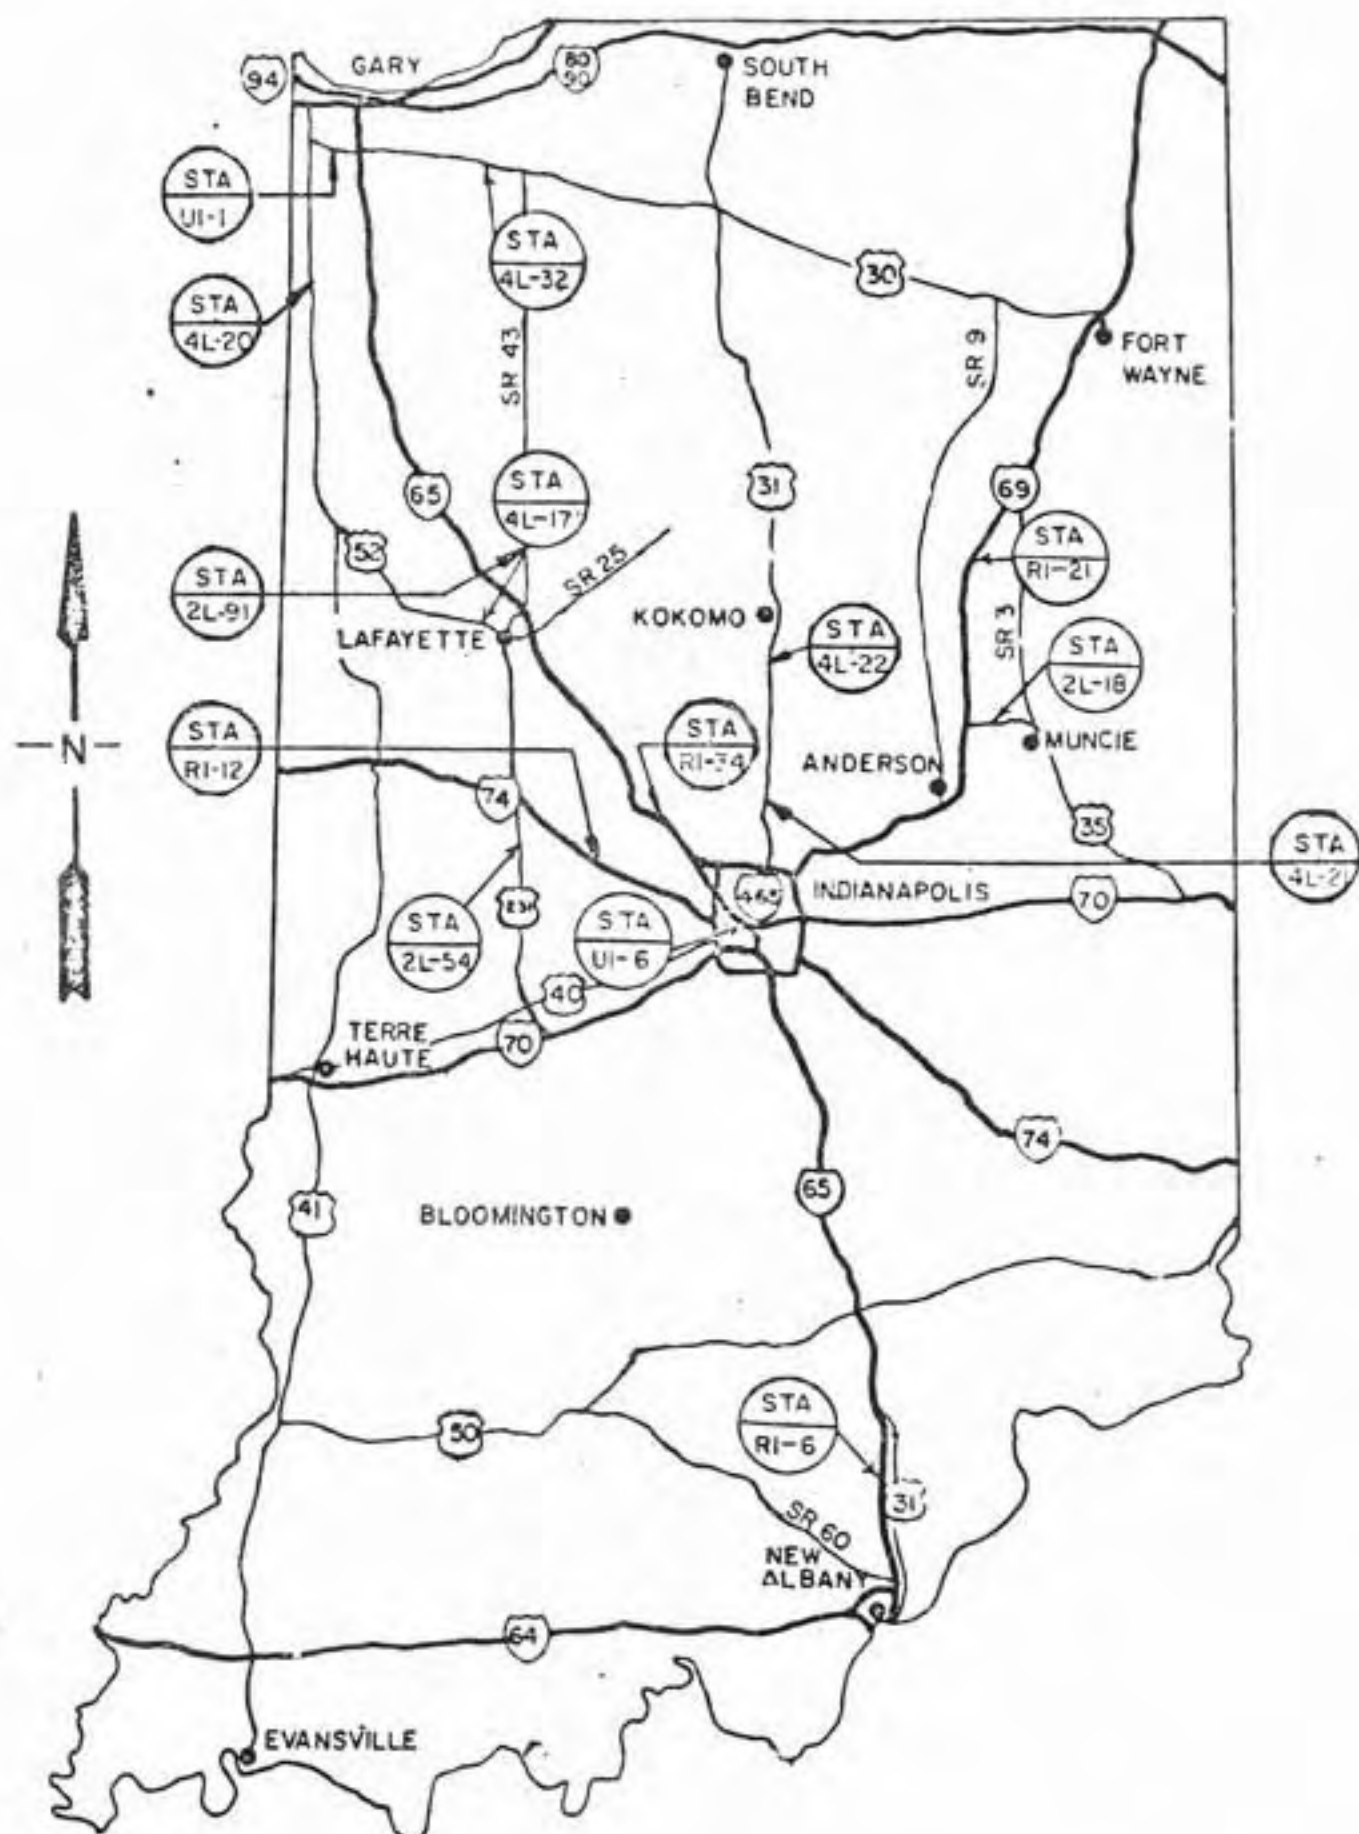 GARY
94
80
90
SOUTH
BEND
STA
UI-1
STA
4L-32
30
STA
4L-20
SR 43
SR 9
FORT
WAYNE
STA
4L-17
65
31
69
52
STA
2L-91
SR 25
STA
RI-21
KOKOMO
LAFAYETTE
STA
4L-22
SR 3
STA
2L-18
STA
RI-12
STA
RI-34
N
MUNCIE
ANDERSON
74
35
STA
4L-21
465
INDIANAPOLIS
70
231
STA
2L-54
STA
UI-6
40
TERRE
HAUTE
70
74
65
41
BLOOMINGTON
50
STA
RI-6
31
SR 60
NEW
ALBANY
64
EVANSVILLE